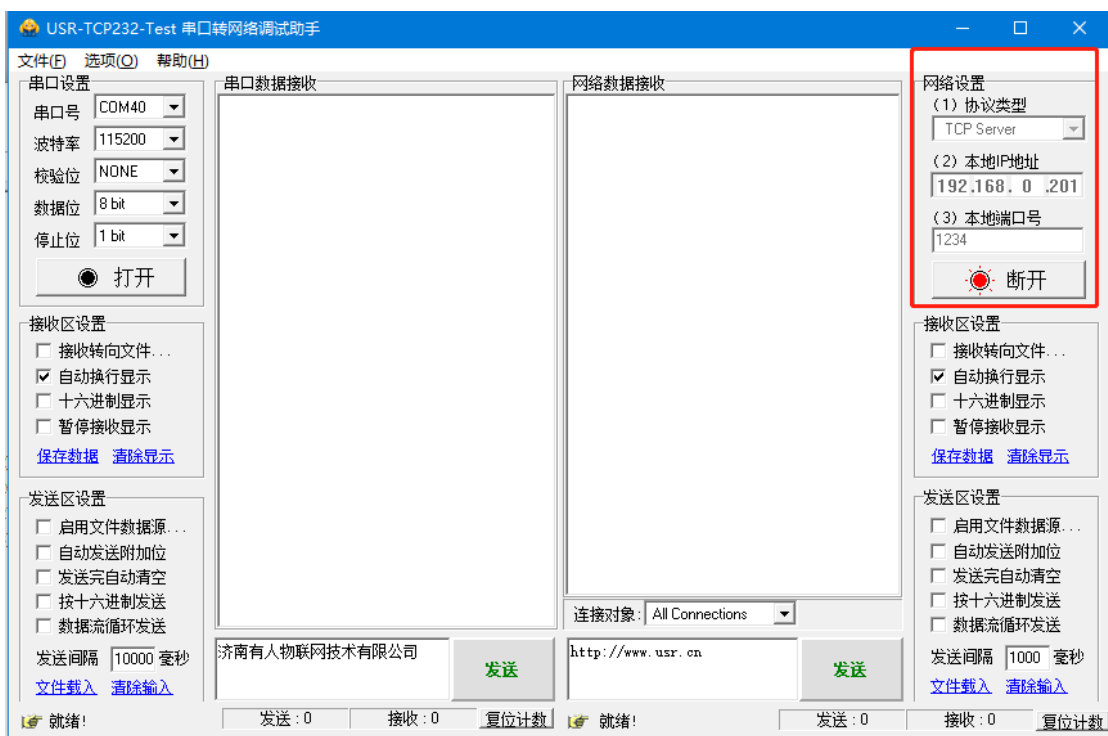 USR-TCP232-Test 串口转网络调试助手
文件(F) 选项(O) 帮助(H)
串口设置
串口号 COM40
波特率 115200
校验位 NONE
数据位 8 bit
停止位 1 bit
打开
接收区设置
接收转向文件...
自动换行显示
十六进制显示
暂停接收显示
保存数据 清除显示
发送区设置
启用文件数据源...
自动发送附加位
发送完自动清空
按十六进制发送
数据流循环发送
发送间隔 10000 毫秒
文件载入 清除输入
就绪!
串口数据接收
济南有人物联网技术有限公司
发送
发送 : 0 接收 : 0 复位计数
网络数据接收
连接对象: All Connections
http://www.usr.cn
发送
就绪! 发送 : 0 接收 : 0 复位计数
网络设置
(1) 协议类型
TCP Server
(2) 本地IP地址
192.168. 0 .201
(3) 本地端口号
1234
断开
接收区设置
接收转向文件...
自动换行显示
十六进制显示
暂停接收显示
保存数据 清除显示
发送区设置
启用文件数据源...
自动发送附加位
发送完自动清空
按十六进制发送
数据流循环发送
发送间隔 1000 毫秒
文件载入 清除输入